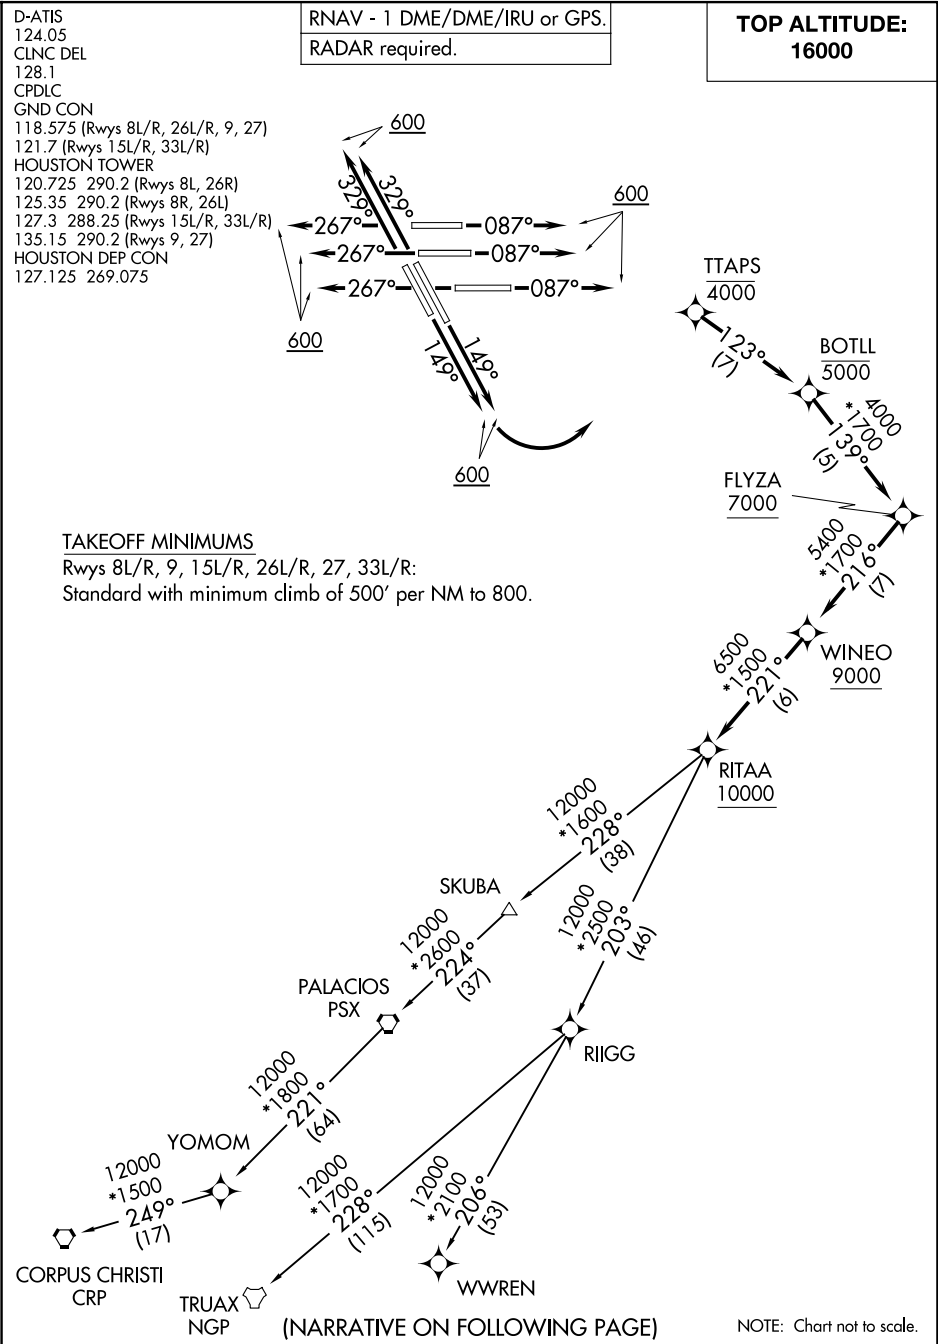 D-ATIS
124.05
CLNC DEL
128.1
CPDLC
GND CON
118.575 (Rwys 8L/R, 26L/R, 9, 27)
121.7 (Rwys 15L/R, 33L/R)
HOUSTON TOWER
120.725 290.2 (Rwys 8L, 26R)
125.35 290.2 (Rwys 8R, 26L)
127.3 288.25 (Rwys 15L/R, 33L/R)
135.15 290.2 (Rwys 9, 27)
HOUSTON DEP CON
127.125 269.075
RNAV - 1 DME/DME/IRU or GPS.
RADAR required.
TOP ALTITUDE:
16000
600
329°
329°
600
267°
087°
267°
087°
267°
087°
600
149°
149°
600
TTAPS
4000
123°
(7)
BOTLL
5000
4000
*1700
139°
(5)
FLYZA
7000
5400
*1700
216°
(7)
TAKEOFF MINIMUMS
Rwys 8L/R, 9, 15L/R, 26L/R, 27, 33L/R:
Standard with minimum climb of 500' per NM to 800.
WINEO
9000
6500
*1500
221°
(6)
RITAA
10000
12000
*1600
228°
(38)
SKUBA
12000
*2500
203°
(46)
12000
*2600
224°
(37)
PALACIOS
PSX
RIIGG
12000
*1800
221°
(64)
YOMOM
12000
*1500
249°
(17)
12000
*1700
228°
(115)
12000
*2100
206°
(53)
CORPUS CHRISTI
CRP
TRUAX
NGP
WWREN
(NARRATIVE ON FOLLOWING PAGE)
NOTE: Chart not to scale.